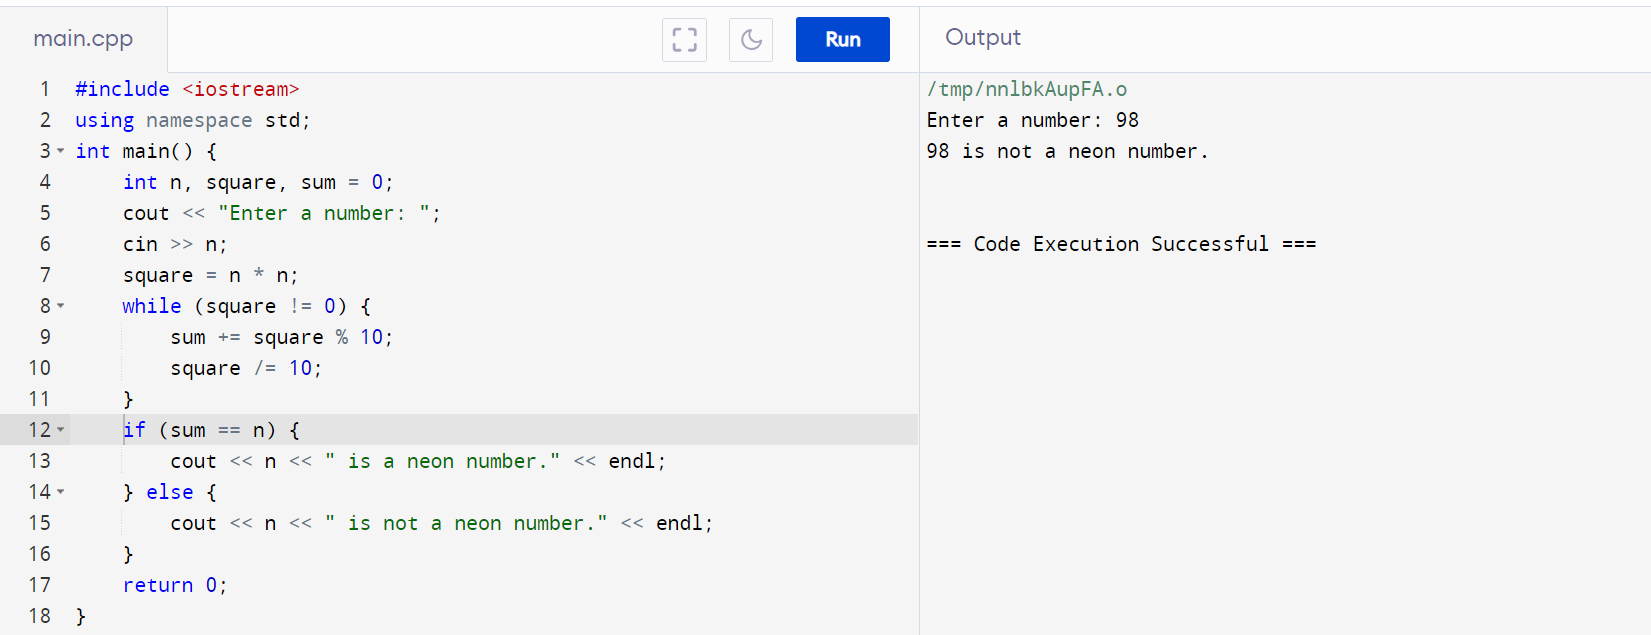 main.cpp
Run
Output
1 #include <iostream>
2 using namespace std;
3 int main() {
4     int n, square, sum = 0;
5     cout << "Enter a number: ";
6     cin >> n;
7     square = n * n;
8     while (square != 0) {
9         sum += square % 10;
10         square /= 10;
11     }
12     if (sum == n) {
13         cout << n << " is a neon number." << endl;
14     } else {
15         cout << n << " is not a neon number." << endl;
16     }
17     return 0;
18 }
/tmp/nnlbkAupFA.o
Enter a number: 98
98 is not a neon number.
=== Code Execution Successful ===